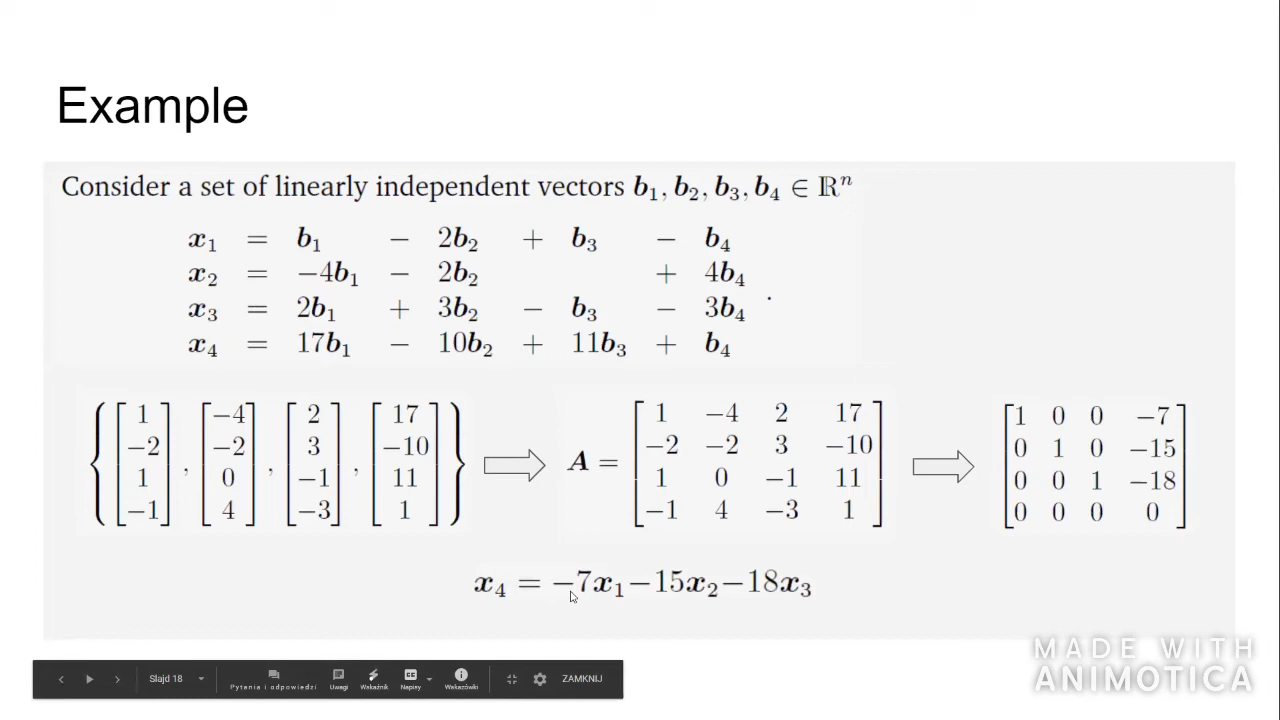 Example
Consider a set of linearly independent vectors b₁, b₂, b₃, b₄ ∈ ℝⁿ
x₁ = b₁ − 2b₂ + b₃ − b₄
x₂ = −4b₁ − 2b₂ + 4b₄
x₃ = 2b₁ + 3b₂ − b₃ − 3b₄
x₄ = 17b₁ − 10b₂ + 11b₃ + b₄
.
{ [1 −2 1 −1] , [−4 −2 0 4] , [2 3 −1 −3] , [17 −10 11 1] }
A =
1 −4 2 17
−2 −2 3 −10
1 0 −1 11
−1 4 −3 1
1 0 0 −7
0 1 0 −15
0 0 1 −18
0 0 0 0
x₄ = −7x₁−15x₂−18x₃
MADE WITH
ANIMOTICA
Slajd 18
Pytania i odpowiedzi
Uwagi
Wskaźnik
CC
Napisy
Wskazówki
ZAMKNIJ